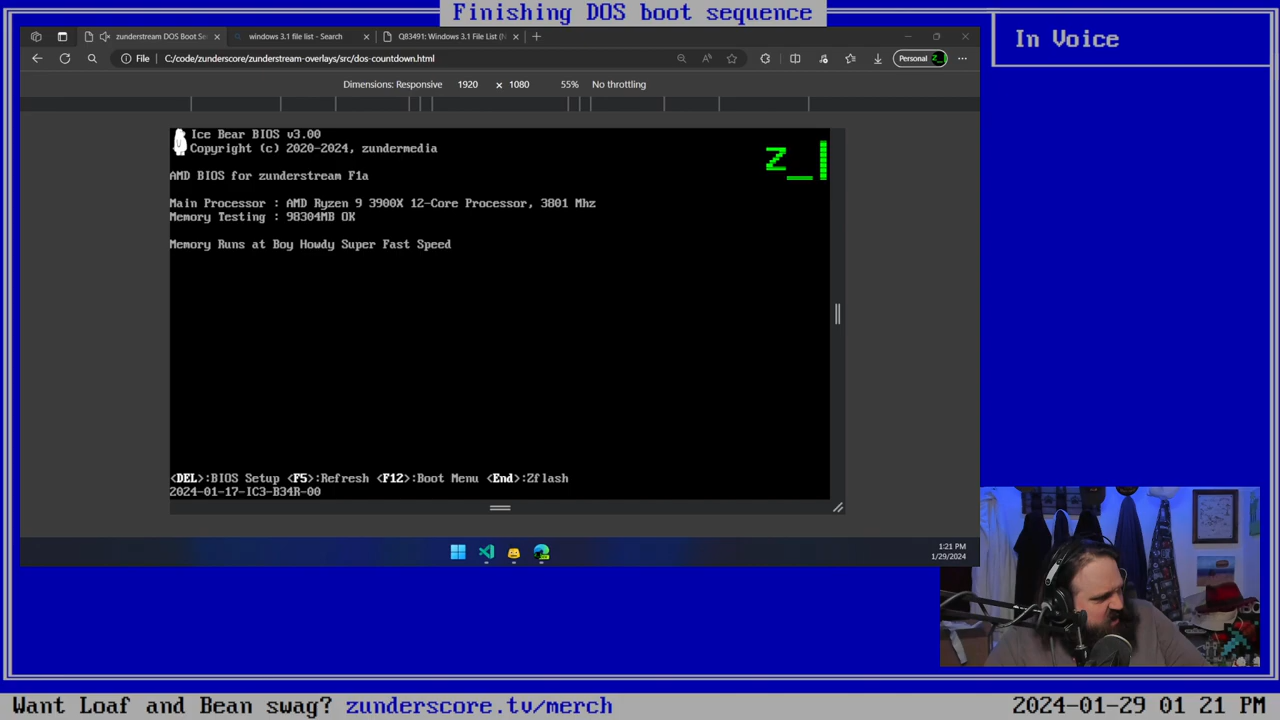 Finishing DOS boot sequence
In Voice
zunderstream DOS Boot Se
windows 3.1 file list - Search
Q83491: Windows 3.1 File List (
File
C:/code/zunderscore/zunderstream-overlays/src/dos-countdown.html
Personal
Dimensions: Responsive 1920 × 1080 55% No throttling
Ice Bear BIOS v3.00
Copyright (c) 2020-2024, zundermedia
z_
AMD BIOS for zunderstream F1a
Main Processor : AMD Ryzen 9 3900X 12-Core Processor, 3801 Mhz
Memory Testing : 98304MB OK
Memory Runs at Boy Howdy Super Fast Speed
<DEL>:BIOS Setup <F5>:Refresh <F12>:Boot Menu <End>:Zflash
2024-01-17-IC3-B34R-00
1:21 PM
1/29/2024
Want Loaf and Bean swag? zunderscore.tv/merch
2024-01-29 01 21 PM